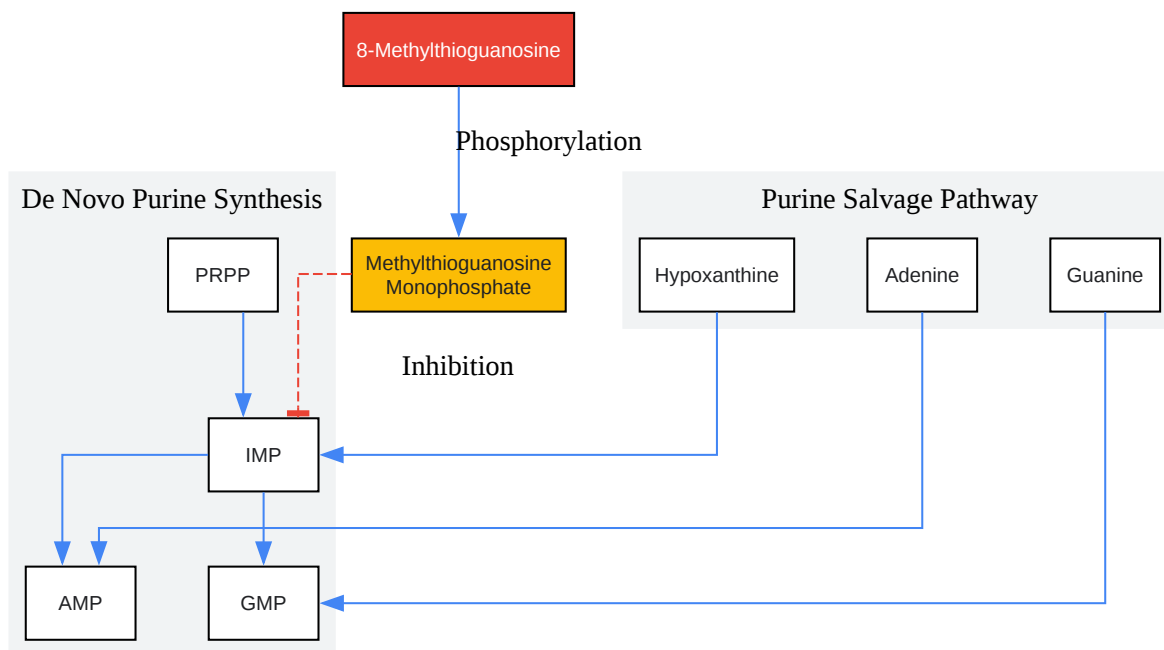 8-Methylthioguanosine
Phosphorylation
De Novo Purine Synthesis
Purine Salvage Pathway
PRPP
Methylthioguanosine
Monophosphate
Hypoxanthine
Adenine
Guanine
Inhibition
IMP
AMP
GMP